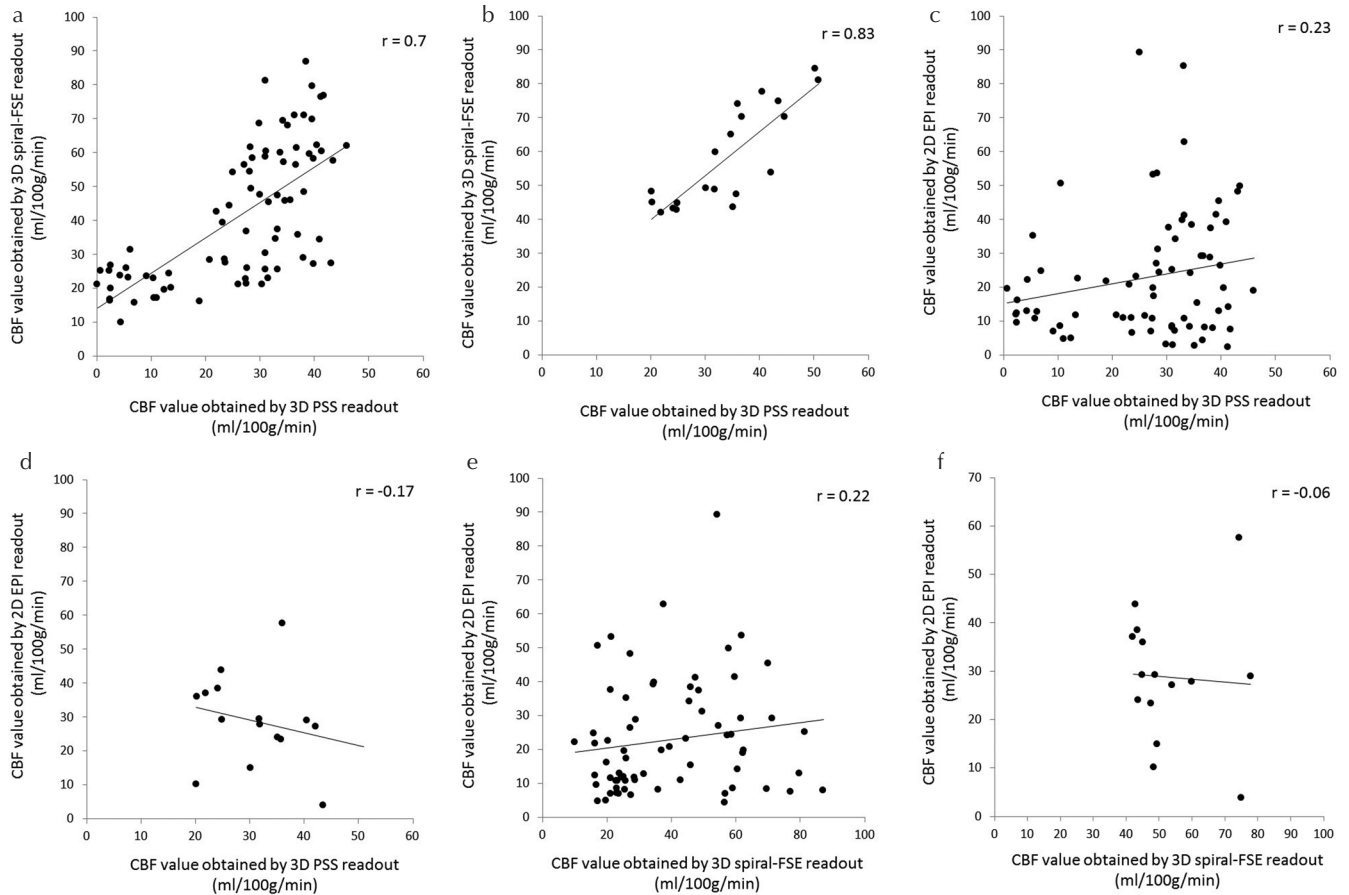 a
r = 0.7
CBF value obtained by 3D spiral-FSE readout
(ml/100g/min)
100
90
80
70
60
50
40
30
20
10
0
0 10 20 30 40 50 60
CBF value obtained by 3D PSS readout
(ml/100g/min)
b
r = 0.83
CBF value obtained by 3D spiral-FSE readout
(ml/100g/min)
100
90
80
70
60
50
40
30
20
10
0
0 10 20 30 40 50 60
CBF value obtained by 3D PSS readout
(ml/100g/min)
c
r = 0.23
CBF value obtained by 2D EPI readout
(ml/100g/min)
100
90
80
70
60
50
40
30
20
10
0
0 10 20 30 40 50 60
CBF value obtained by 3D PSS readout
(ml/100g/min)
d
r = -0.17
CBF value obtained by 2D EPI readout
(ml/100g/min)
100
90
80
70
60
50
40
30
20
10
0
0 10 20 30 40 50 60
CBF value obtained by 3D PSS readout
(ml/100g/min)
e
r = 0.22
CBF value obtained by 2D EPI readout
(ml/100g/min)
100
90
80
70
60
50
40
30
20
10
0
0 20 40 60 80 100
CBF value obtained by 3D spiral-FSE readout
(ml/100g/min)
f
r = -0.06
CBF value obtained by 2D EPI readout
(ml/100g/min)
70
60
50
40
30
20
10
0
0 10 20 30 40 50 60 70 80 90 100
CBF value obtained by 3D spiral-FSE readout
(ml/100g/min)